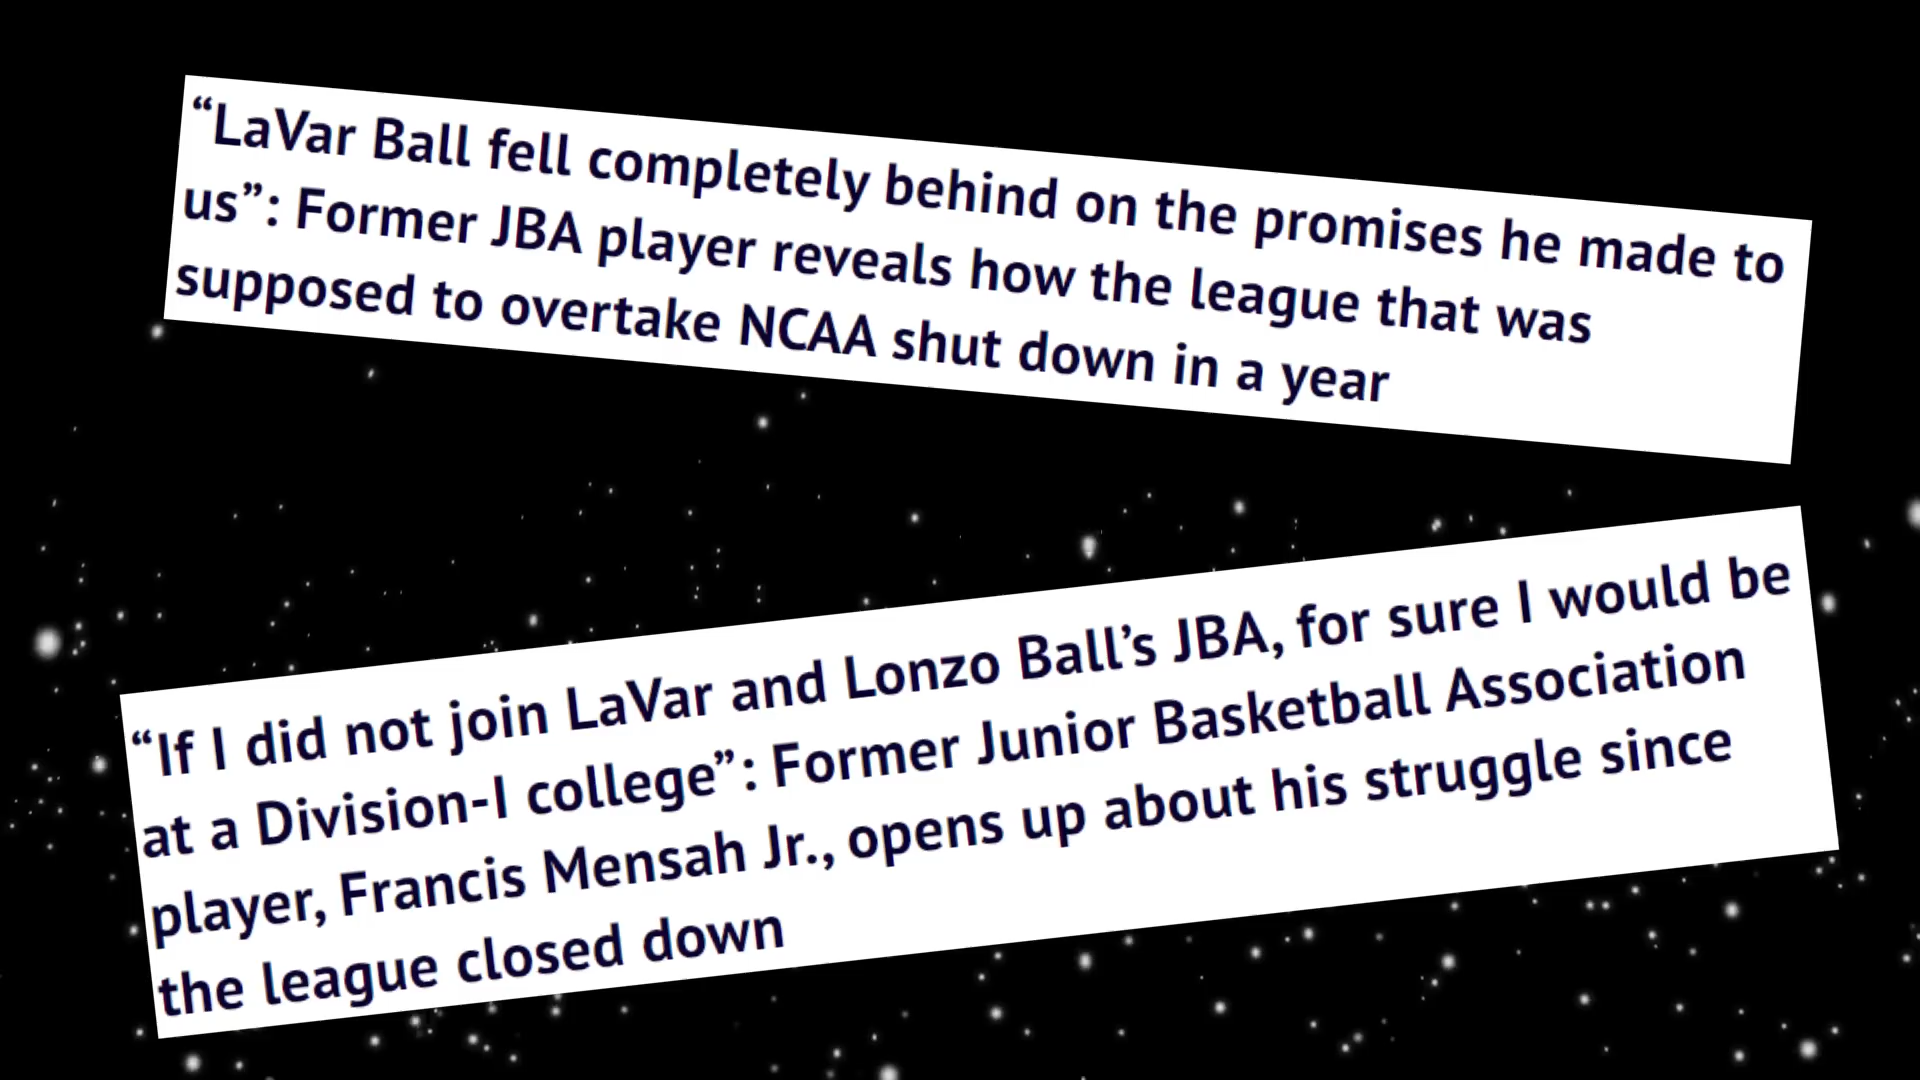 “LaVar Ball fell completely behind on the promises he made to
us”: Former JBA player reveals how the league that was
supposed to overtake NCAA shut down in a year
“If I did not join LaVar and Lonzo Ball’s JBA, for sure I would be
at a Division-I college”: Former Junior Basketball Association
player, Francis Mensah Jr., opens up about his struggle since
the league closed down